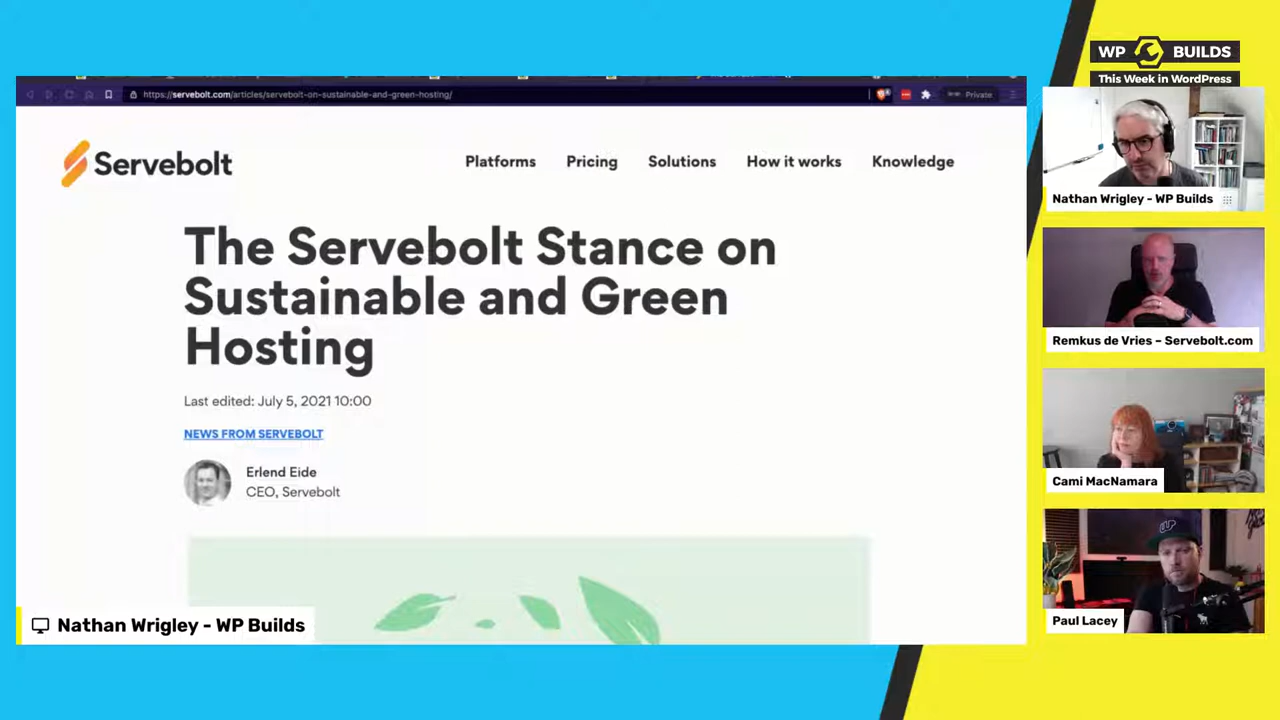 WP BUILDS
This Week in WordPress
https://servebolt.com/articles/servebolt-on-sustainable-and-green-hosting/
Private
Servebolt
Platforms
Pricing
Solutions
How it works
Knowledge
The Servebolt Stance on
Sustainable and Green
Hosting
Last edited: July 5, 2021 10:00
NEWS FROM SERVEBOLT
Erlend Eide
CEO, Servebolt
Nathan Wrigley - WP Builds
Nathan Wrigley - WP Builds
Remkus de Vries – Servebolt.com
Cami MacNamara
Paul Lacey